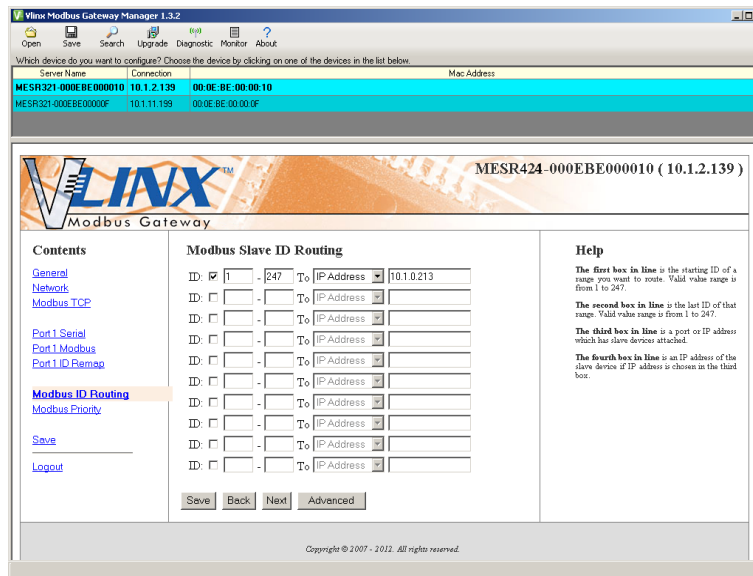 Vlinx Modbus Gateway Manager 1.3.2
Open Save Search Upgrade Diagnostic Monitor About
Which device do you want to configure? Choose the device by clicking on one of the devices in the list below.
Server Name Connection Mac Address
MESR321-000EBE000010 10.1.2.139 00:0E:BE:00:00:10
MESR321-000EBE00000F 10.1.11.199 00:0E:BE:00:00:0F
VLINX TM
Modbus Gateway
MESR424-000EBE000010 ( 10.1.2.139 )
Contents
General
Network
Modbus TCP
Port1 Serial
Port1 Modbus
Port1 ID Remap
Modbus ID Routing
Modbus Priority
Save
Logout
Modbus Slave ID Routing
ID: 1 - 247 To IP Address 10.1.0.213
ID: - To IP Address
ID: - To IP Address
ID: - To IP Address
ID: - To IP Address
ID: - To IP Address
ID: - To IP Address
ID: - To IP Address
ID: - To IP Address
ID: - To IP Address
Save Back Next Advanced
Help
The first box in line is the starting ID of a
range you want to route. Valid value range is
from 1 to 247.
The second box in line is the last ID of that
range. Valid value range is from 1 to 247.
The third box in line is a port or IP address
which has slave devices attached.
The fourth box in line is an IP address of the
slave device if IP address is chosen in the third
box.
Copyright © 2007 - 2012. All rights reserved.